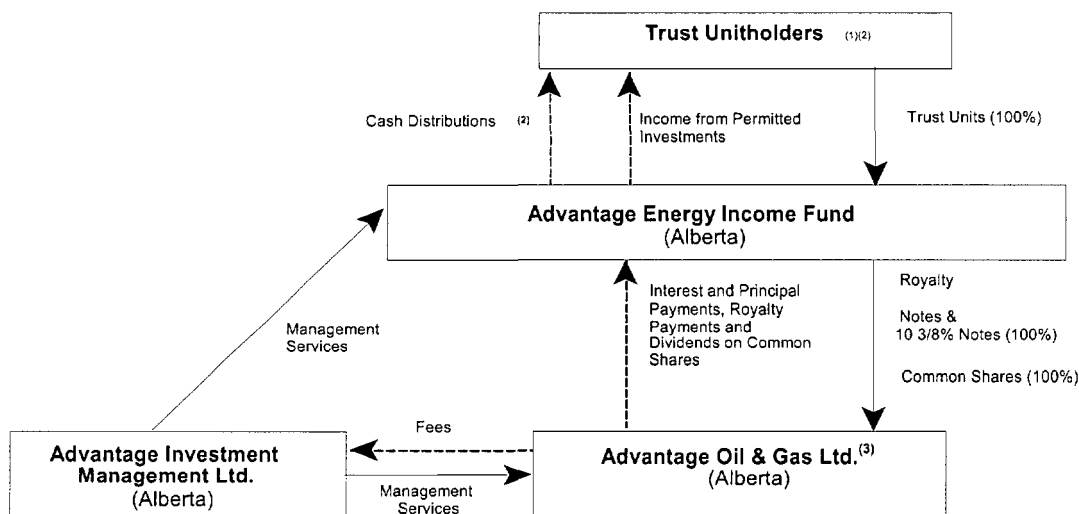 Trust Unitholders (1)(2)
Cash Distributions (2)
Income from Permitted
Investments
Trust Units (100%)
Advantage Energy Income Fund
(Alberta)
Management
Services
Interest and Principal
Payments, Royalty
Payments and
Dividends on Common
Shares
Royalty
Notes &
10 3/8% Notes (100%)
Common Shares (100%)
Fees
Advantage Investment
Management Ltd.
(Alberta)
Management
Services
Advantage Oil & Gas Ltd.(3)
(Alberta)